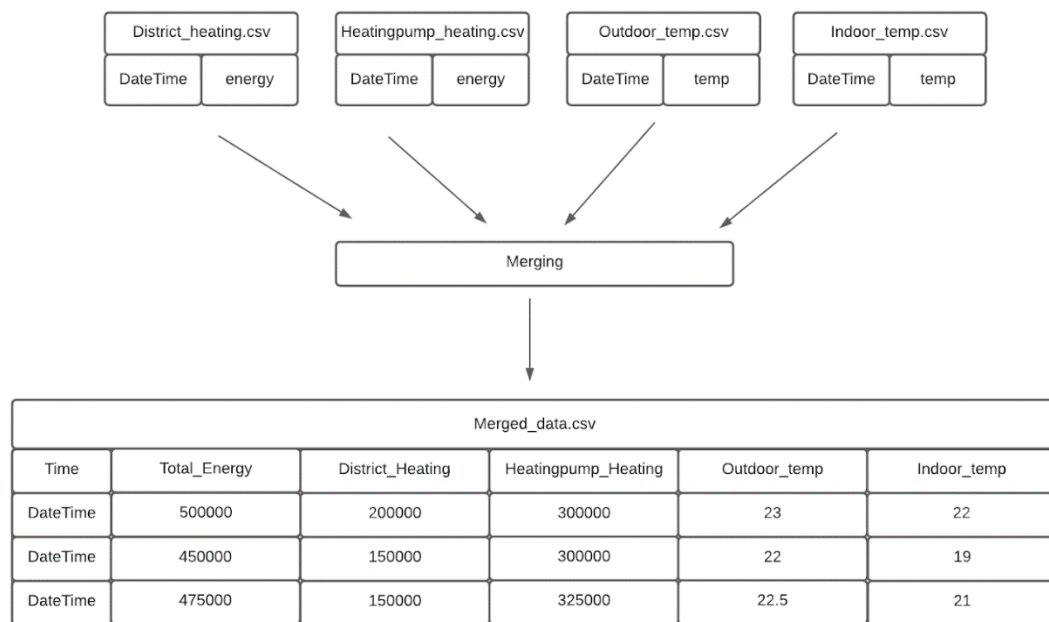 District_heating.csv Heatingpump_heating.csv Outdoor_temp.csv Indoor_temp.csv
DateTime energy DateTime energy DateTime temp DateTime temp
Merging
Merged_data.csv
Time Total_Energy District_Heating Heatingpump_Heating Outdoor_temp Indoor_temp
DateTime 500000 200000 300000 23 22
DateTime 450000 150000 300000 22 19
DateTime 475000 150000 325000 22.5 21